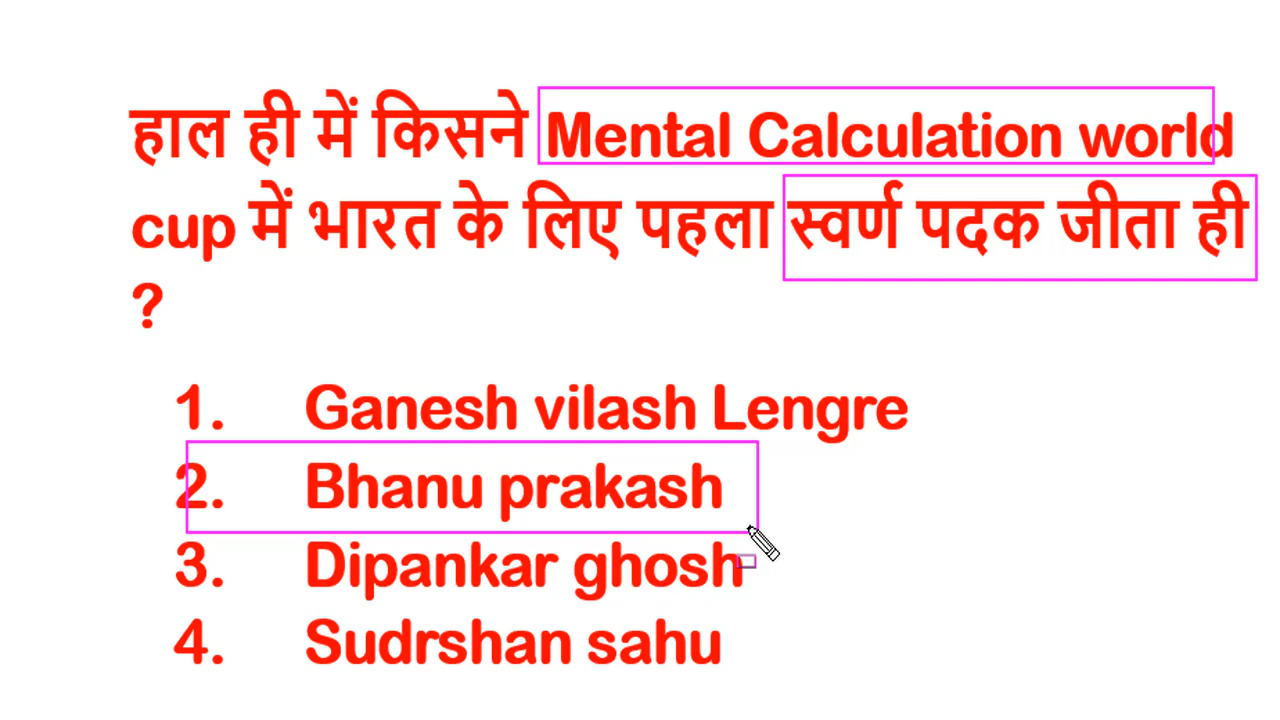 हाल ही में किसने Mental Calculation world
cup में भारत के लिए पहला स्वर्ण पदक जीता ही
?
1. Ganesh vilash Lengre
2. Bhanu prakash
3. Dipankar ghosh
4. Sudrshan sahu